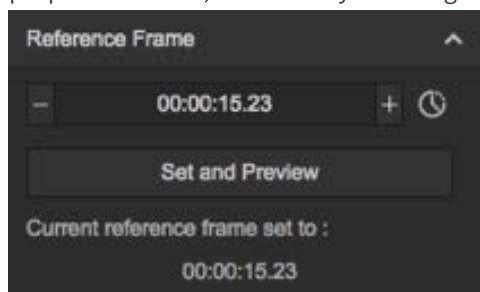 Reference Frame
− 00:00:15.23 +
Set and Preview
Current reference frame set to :
00:00:15.23